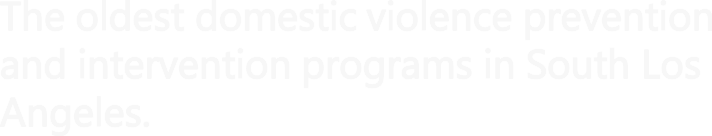 The oldest domestic violence prevention
and intervention programs in South Los
Angeles.